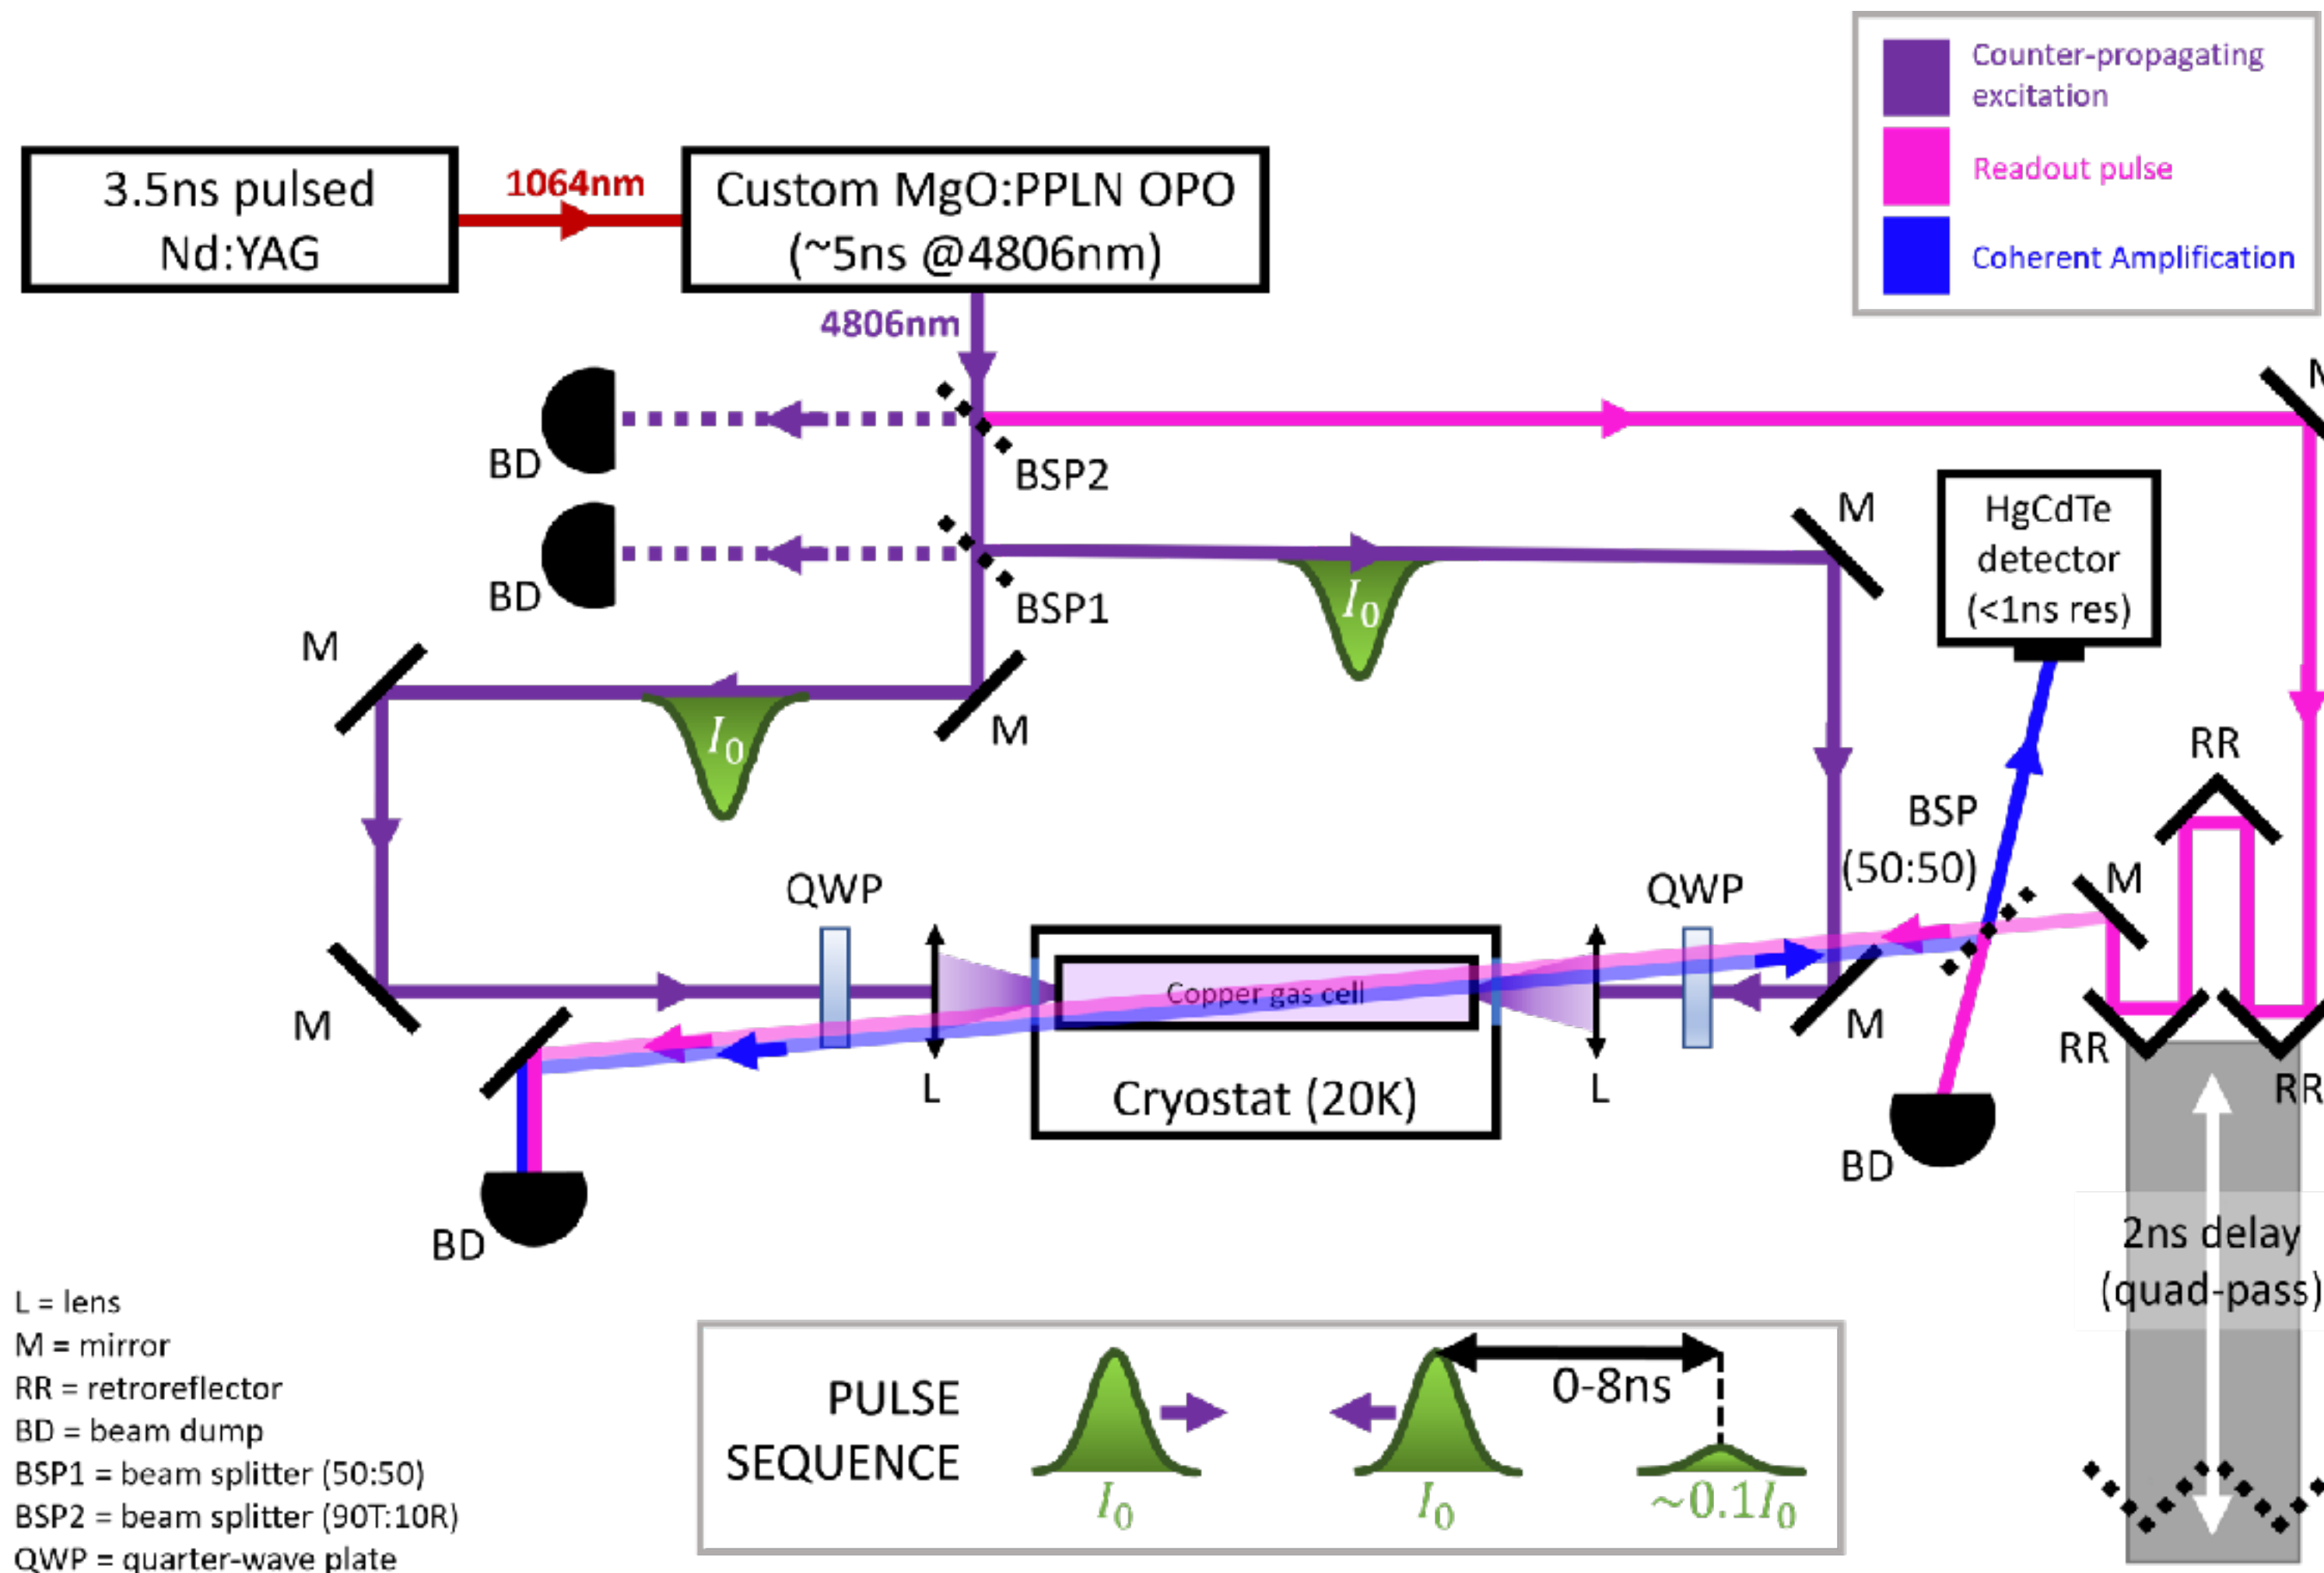 Counter-propagating
excitation
Readout pulse
Coherent Amplification
3.5ns pulsed
Nd:YAG
1064nm
Custom MgO:PPLN OPO
(~5ns @4806nm)
4806nm
M
BD
BSP2
M
HgCdTe
detector
(<1ns res)
BD
BSP1
I0
M
I0
M
RR
BSP
(50:50)
QWP
QWP
M
Copper gas cell
M
M
RR
RR
L
Cryostat (20K)
L
BD
BD
2ns delay
(quad-pass)
L = lens
M = mirror
RR = retroreflector
BD = beam dump
BSP1 = beam splitter (50:50)
BSP2 = beam splitter (90T:10R)
QWP = quarter-wave plate
PULSE
SEQUENCE
0-8ns
I0
I0
~0.1I0